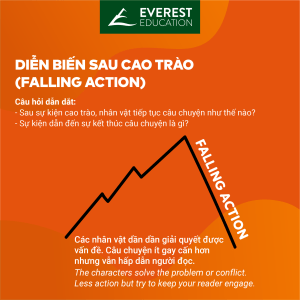 EVEREST
EDUCATION
DIỄN BIẾN SAU CAO TRÀO
(FALLING ACTION)
Câu hỏi dẫn dắt:
- Sau sự kiện cao trào, nhân vật tiếp tục câu chuyện như thế nào?
- Sự kiện dẫn đến sự kết thúc câu chuyện là gì?
FALLING ACTION
Các nhân vật dần dần giải quyết được
vấn đề. Câu chuyện ít gay cấn hơn
nhưng vẫn hấp dẫn người đọc.
The characters solve the problem or conflict.
Less action but try to keep your reader engage.